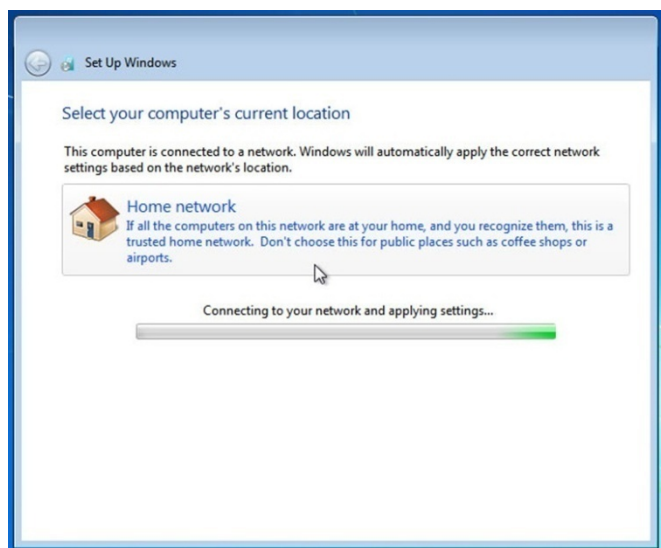 Set Up Windows
Select your computer's current location
This computer is connected to a network. Windows will automatically apply the correct network
settings based on the network's location.
Home network
If all the computers on this network are at your home, and you recognize them, this is a
trusted home network. Don't choose this for public places such as coffee shops or
airports.
Connecting to your network and applying settings...